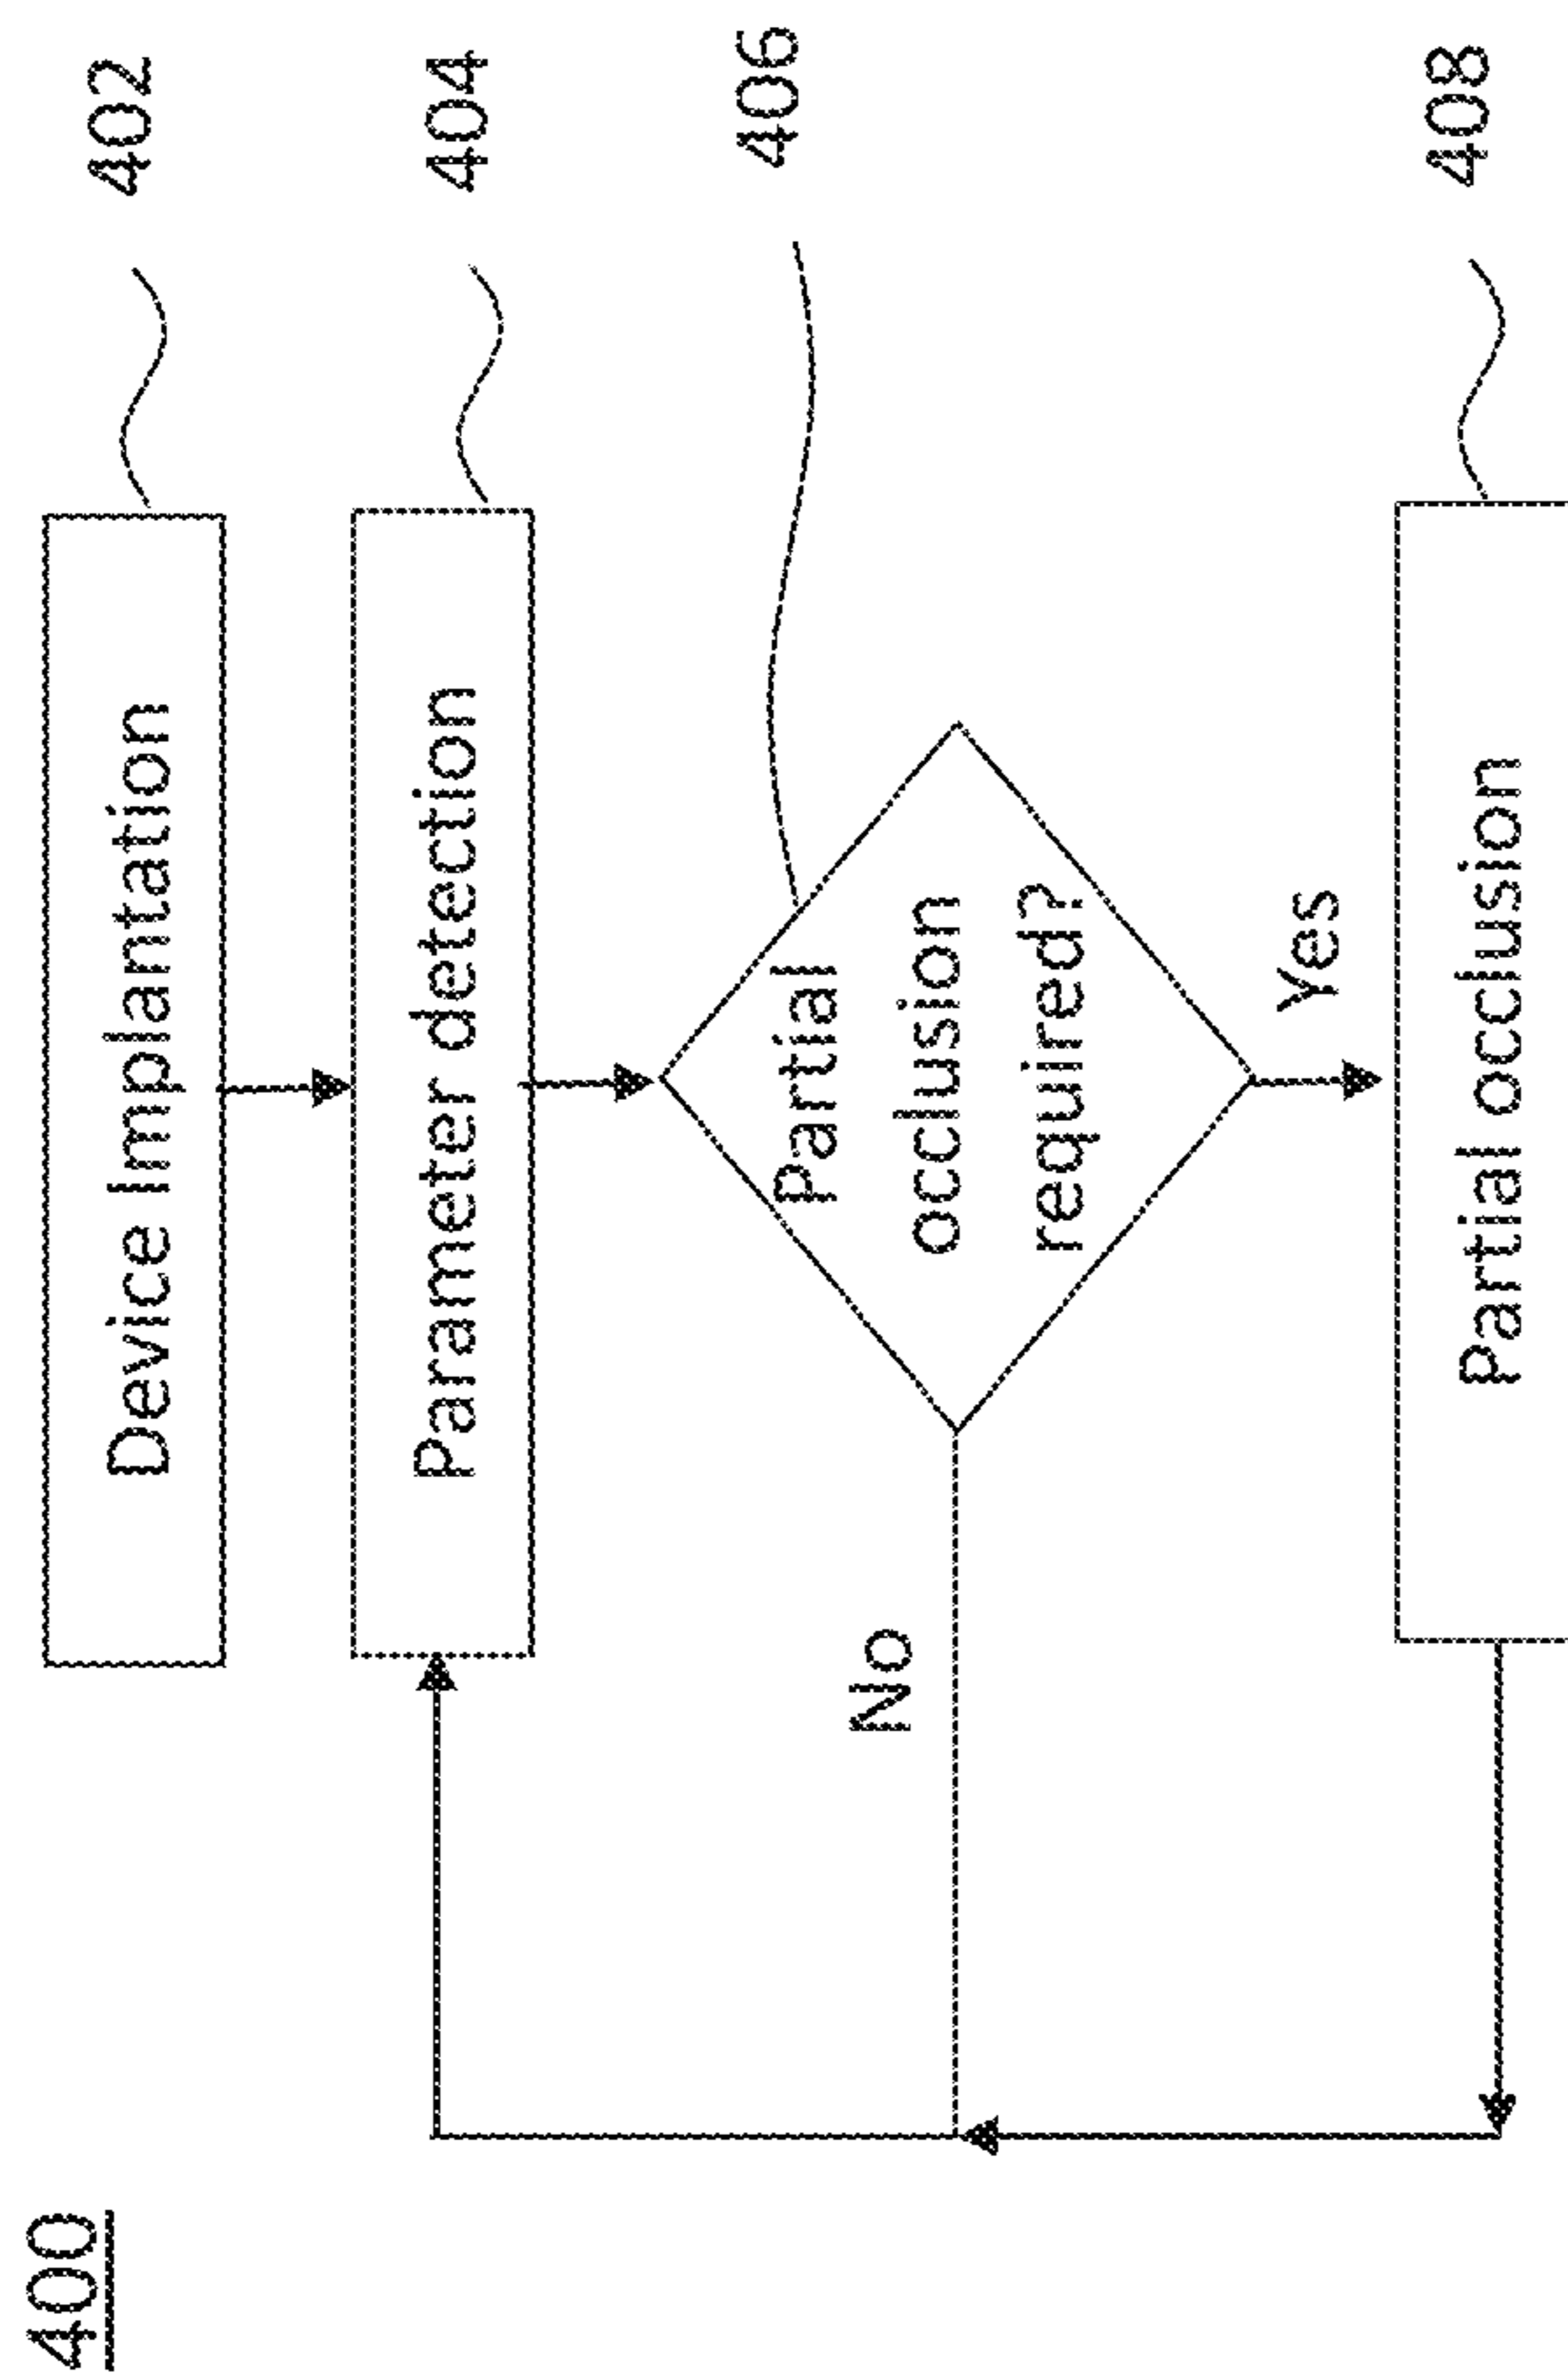 400
Device Implantation
402
Parameter detection
404
Partial
occlusion
required?
406
No
Yes
Partial occlusion
408